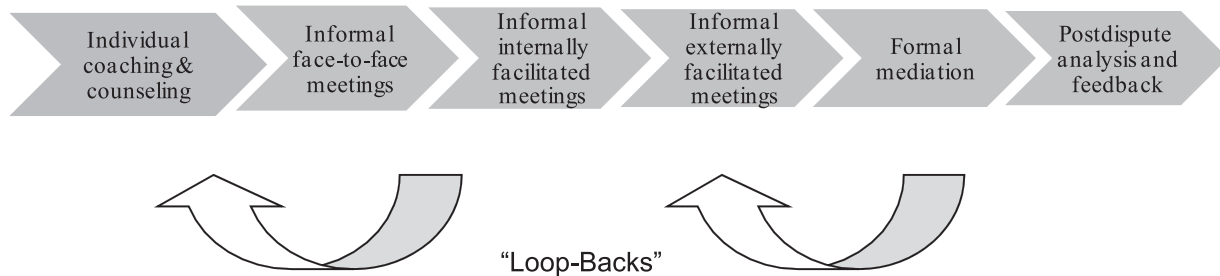 Individual
coaching &
counseling
Informal
face-to-face
meetings
Informal
internally
facilitated
meetings
Informal
externally
facilitated
meetings
Formal
mediation
Postdispute
analysis and
feedback
“Loop-Backs”